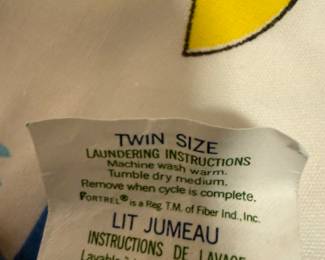 TWIN SIZE
LAUNDERING INSTRUCTIONS
Machine wash warm.
Tumble dry medium.
Remove when cycle is complete.
FORTREL® is a Reg. T.M. of Fiber Ind., Inc.
LIT JUMEAU
INSTRUCTIONS DE LAVAGE
Lavable